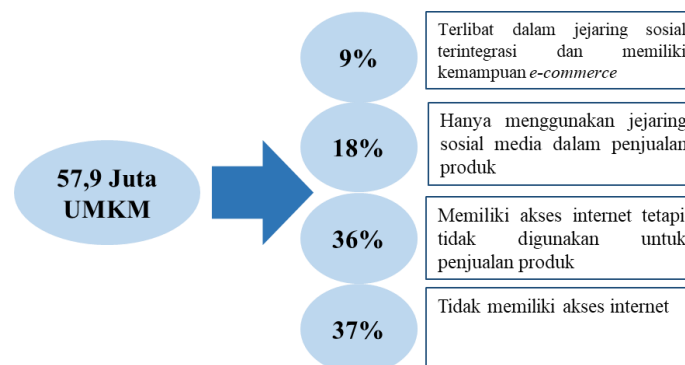 57,9 Juta
UMKM
9%
Terlibat dalam jejaring sosial
terintegrasi dan memiliki
kemampuan e-commerce
18%
Hanya menggunakan jejaring
sosial media dalam penjualan
produk
36%
Memiliki akses internet tetapi
tidak digunakan untuk
penjualan produk
37%
Tidak memiliki akses internet